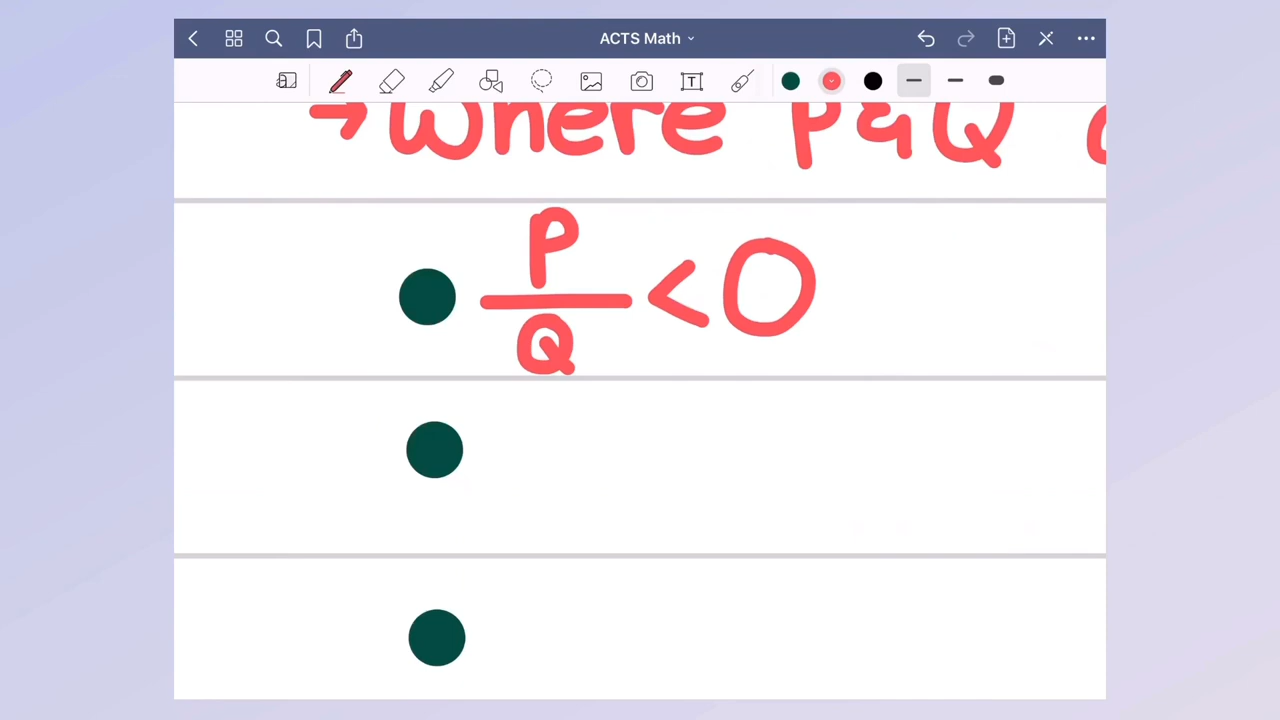 ACTS Math
T
→ Where P & Q
P
Q
< 0